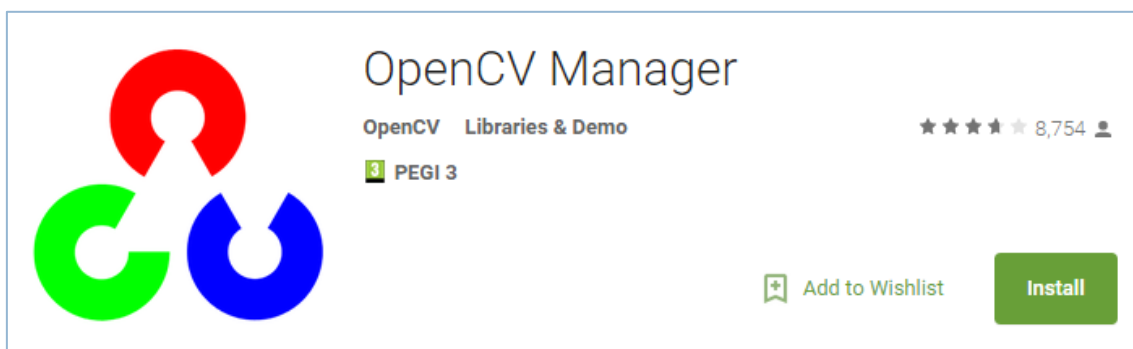 OpenCV Manager
OpenCV Libraries & Demo
8,754
3 PEGI 3
Add to Wishlist
Install